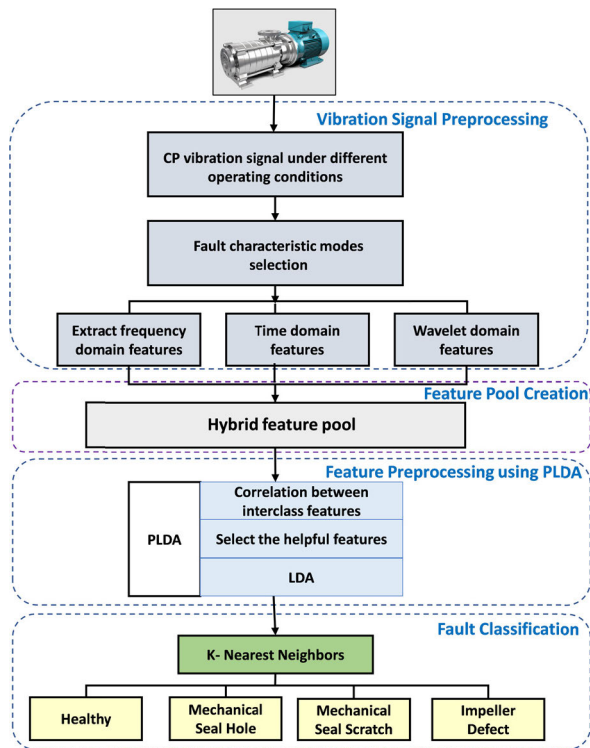 Vibration Signal Preprocessing
CP vibration signal under different
operating conditions
Fault characteristic modes
selection
Extract frequency
domain features
Time domain
features
Wavelet domain
features
Feature Pool Creation
Hybrid feature pool
Feature Preprocessing using PLDA
PLDA
Correlation between
interclass features
Select the helpful features
LDA
Fault Classification
K- Nearest Neighbors
Healthy
Mechanical
Seal Hole
Mechanical
Seal Scratch
Impeller
Defect